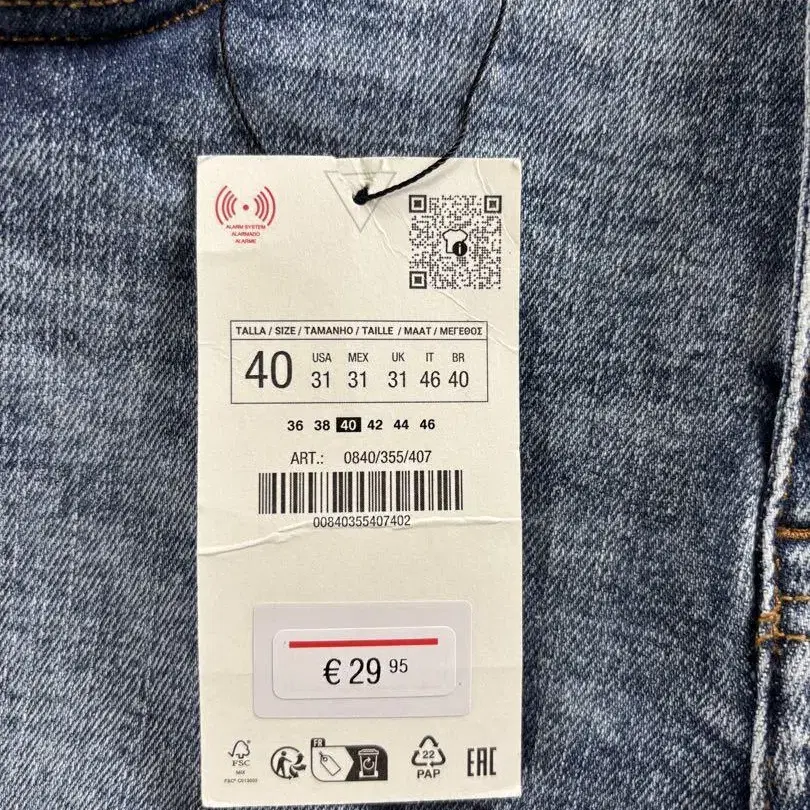 ALARM SYSTEM
ALARMADO
ALARME
TALLA / SIZE / TAMANHO / TAILLE / MAAT / ΜΕΓΕΘΟΣ
40 USA MEX UK IT BR
31 31 31 46 40
36 38 40 42 44 46
ART.: 0840/355/407
00840355407402
€ 29 95
FSC
MIX
FR
22
PAP
EAC